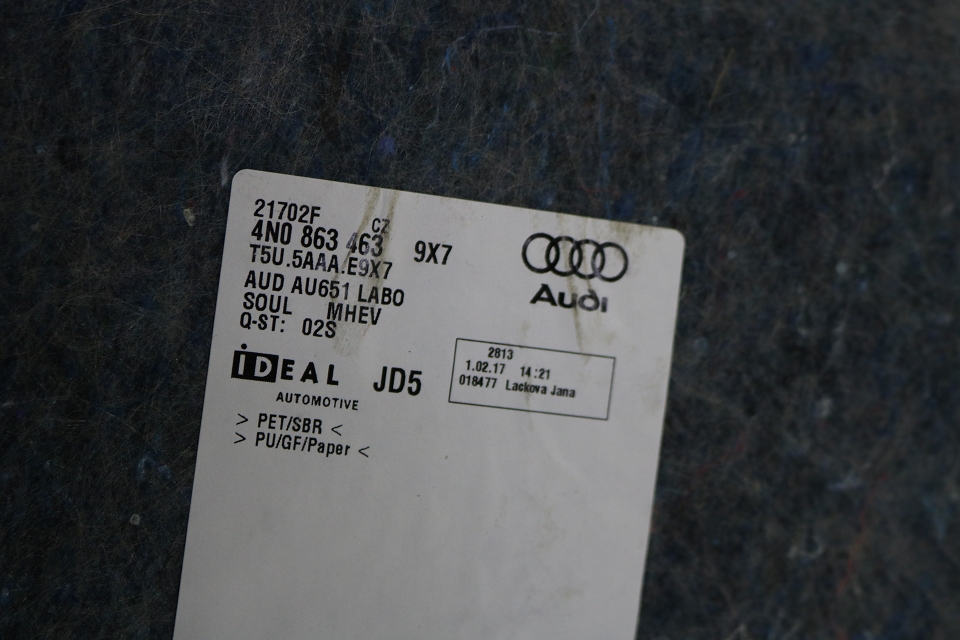 21702F
CZ
4N0 863 463 9X7
T5U.5AAA.E9X7
AUD AU651 LABO
SOUL MHEV
Q-ST: 02S
iDEAL JD5
AUTOMOTIVE
> PET/SBR <
> PU/GF/Paper <
Audi
2813
1.02.17 14:21
018477 Lackova Jana